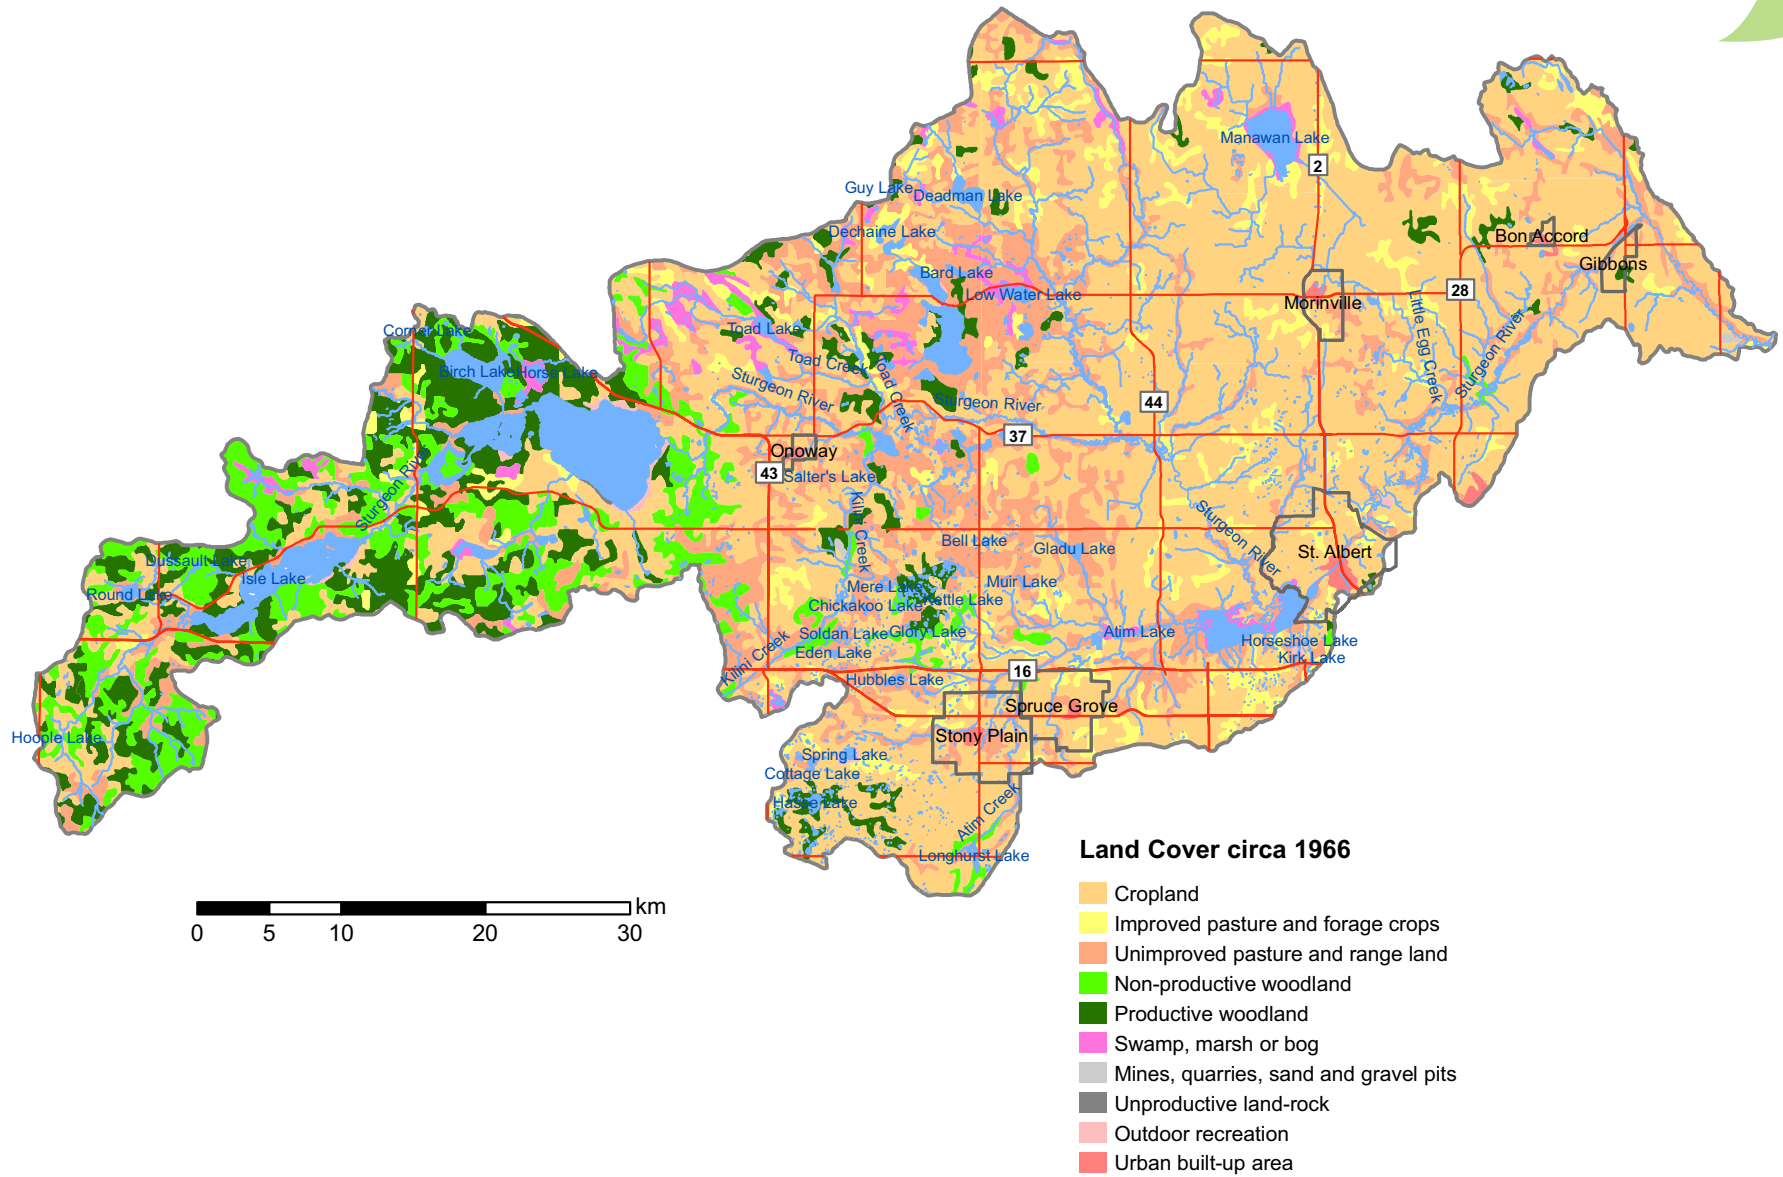 Manawan Lake
2
Guy Lake
Deadman Lake
Dechaine Lake
Bon Accord
Gibbons
Bard Lake
Low Water Lake
28
Morinville
Little Egg Creek
Sturgeon River
Corner Lake
Toad Lake
Toad Creek
Toad Creek
Birch Lake
Horse Lake
Sturgeon River
Sturgeon River
44
37
Onoway
43
Salter's Lake
Sturgeon River
Kilini Creek
Sturgeon River
Bell Lake
Gladu Lake
St. Albert
Dussault Lake
Isle Lake
Round Lake
Mere Lake
Muir Lake
Kettle Lake
Chickakoo Lake
Soldan Lake
Glory Lake
Atim Lake
Horseshoe Lake
Eden Lake
Kirk Lake
Kilini Creek
16
Hubbles Lake
Spruce Grove
Stony Plain
Hoople Lake
Spring Lake
Cottage Lake
Hasse Lake
Atim Creek
Longhurst Lake
km
0 5 10 20 30
Land Cover circa 1966
Cropland
Improved pasture and forage crops
Unimproved pasture and range land
Non-productive woodland
Productive woodland
Swamp, marsh or bog
Mines, quarries, sand and gravel pits
Unproductive land-rock
Outdoor recreation
Urban built-up area